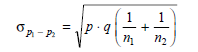 σ_{p₁ − p₂} = √(p · q (1/n₁ + 1/n₂))